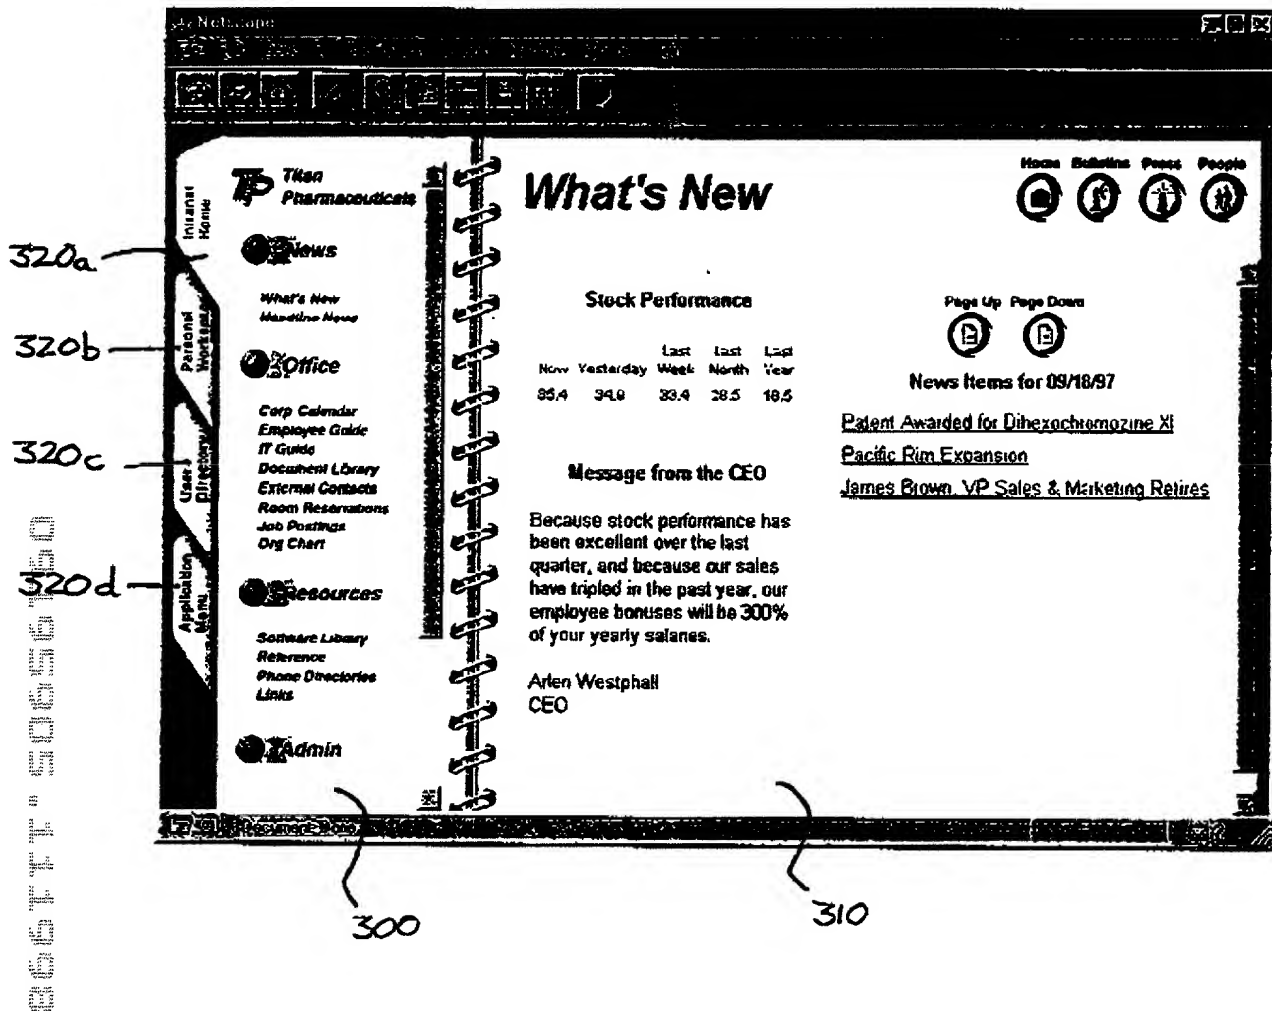 Netscape
Titan
Pharmaceuticals
What's New
Home Bulletins Press People
Intranet
Home
320a
News
What's New
Headline News
Personal
Workspace
320b
Office
Corp Calendar
Employee Guide
IT Guide
Document Library
External Contacts
Room Reservations
Job Postings
Org Chart
User
Directory
320c
Application
Menu
320d
Resources
Software Library
Reference
Phone Directories
Links
Admin
Stock Performance
Now Yesterday Last Week Last Month Last Year
35.4 34.9 33.4 28.5 18.5
Message from the CEO
Because stock performance has
been excellent over the last
quarter, and because our sales
have tripled in the past year, our
employee bonuses will be 300%
of your yearly salaries.
Arlen Westphall
CEO
Page Up Page Down
News Items for 09/18/97
Patent Awarded for Dihexochromozine XI
Pacific Rim Expansion
James Brown, VP Sales & Marketing Retires
Document: Done
300
310